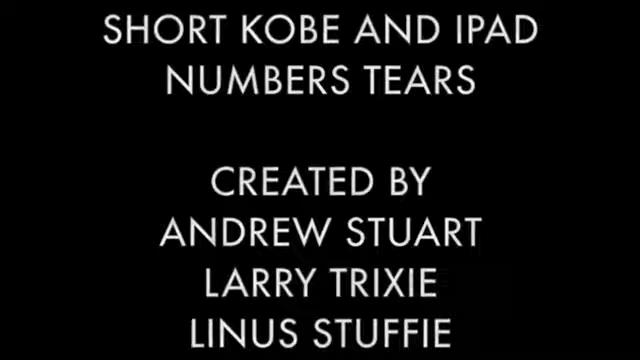 SHORT KOBE AND IPAD
NUMBERS TEARS
CREATED BY
ANDREW STUART
LARRY TRIXIE
LINUS STUFFIE